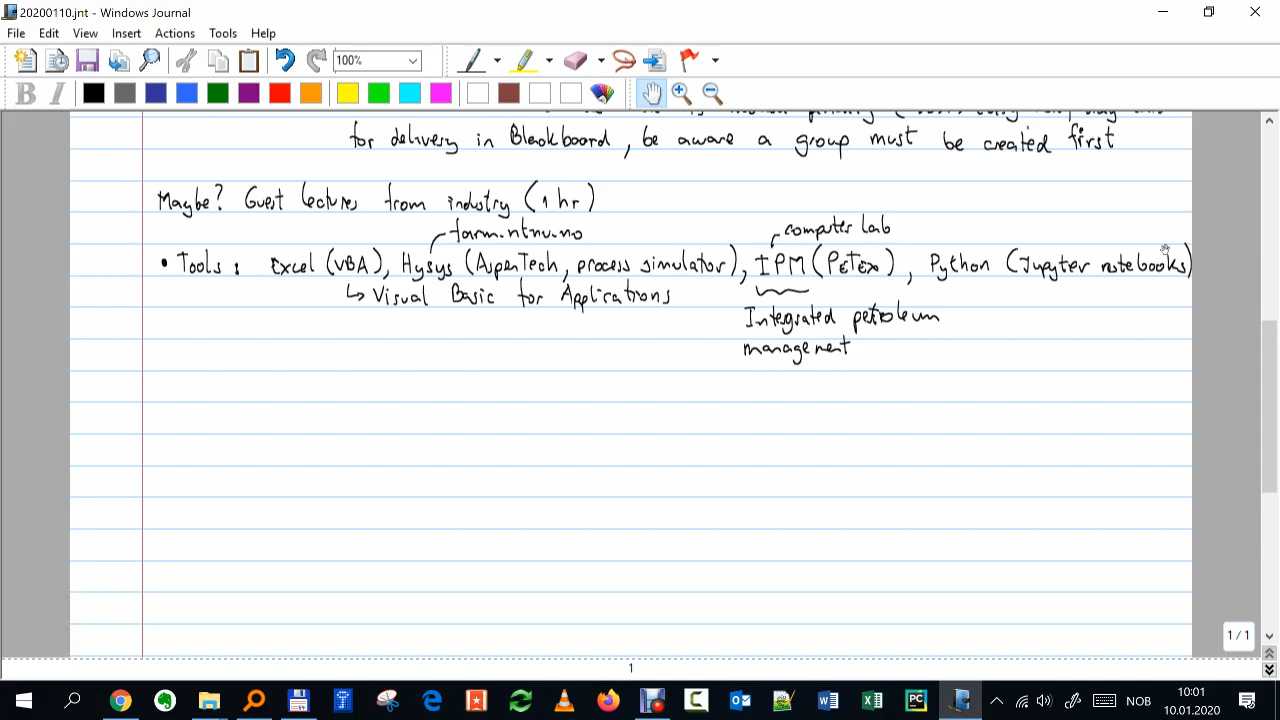 20200110.jnt - Windows Journal
File Edit View Insert Actions Tools Help
100%
B I
for delivery in Blackboard, be aware a group must be created first
Maybe? Guest lectures from industry (1 hr)
farm.ntnu.no
computer lab
• Tools: Excel (VBA), Hysys (AspenTech, process simulator), IPM (PETEX), Python (Jupyter notebooks)
↳ Visual Basic for Applications
Integrated petroleum
management
1 / 1
1
NOB
10:01
10.01.2020